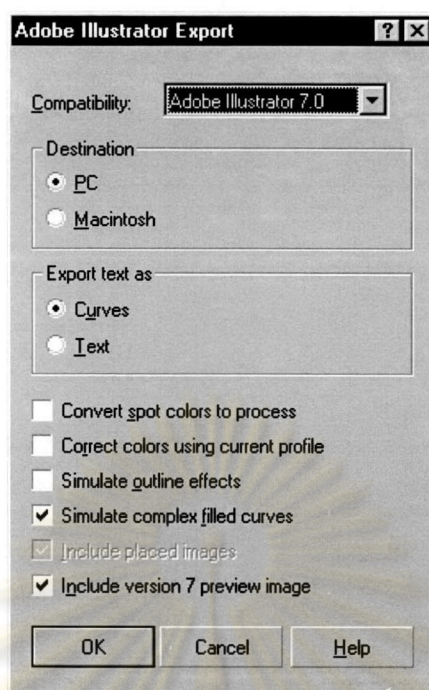 Adobe Illustrator Export
Compatibility: Adobe Illustrator 7.0
Destination
PC
Macintosh
Export text as
Curves
Text
Convert spot colors to process
Correct colors using current profile
Simulate outline effects
Simulate complex filled curves
Include placed images
Include version 7 preview image
OK Cancel Help